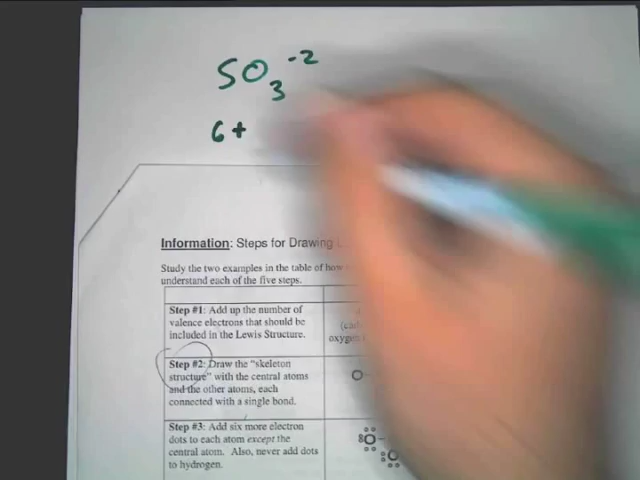 SO₃⁻²
6+
Information: Steps for Drawing
Study the two examples in the table of how
understand each of the five steps.
Step #1: Add up the number of
valence electrons that should be
included in the Lewis Structure.
oxygen
Step #2: Draw the "skeleton
structure" with the central atoms
and the other atoms, each
connected with a single bond.
O
Step #3: Add six more electron
dots to each atom except the
central atom. Also, never add dots
to hydrogen.
O
O